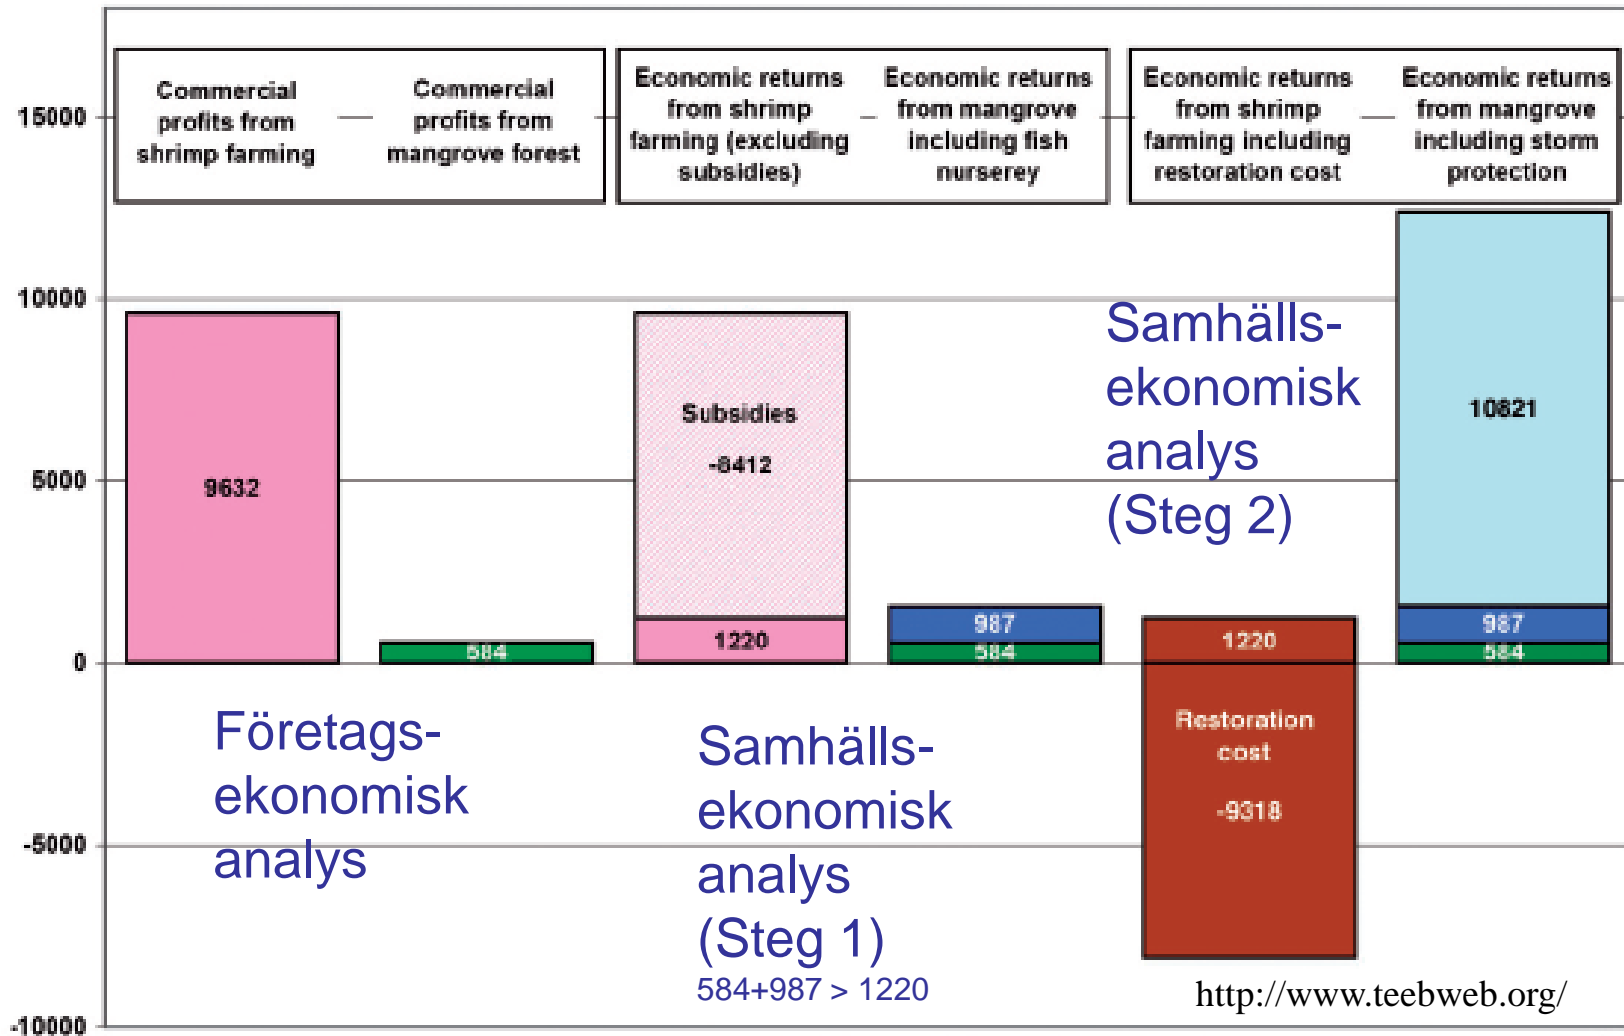 Commercial
profits from
shrimp farming
Commercial
profits from
mangrove forest
Economic returns
from shrimp
farming (excluding
subsidies)
Economic returns
from mangrove
including fish
nurserey
Economic returns
from shrimp
farming including
restoration cost
Economic returns
from mangrove
including storm
protection
15000
10000
5000
0
-5000
-10000
9632
584
Subsidies
-8412
1220
987
584
1220
Restoration
cost
-9318
10821
987
584
Företags-
ekonomisk
analys
Samhälls-
ekonomisk
analys
(Steg 1)
584+987 > 1220
Samhälls-
ekonomisk
analys
(Steg 2)
http://www.teebweb.org/